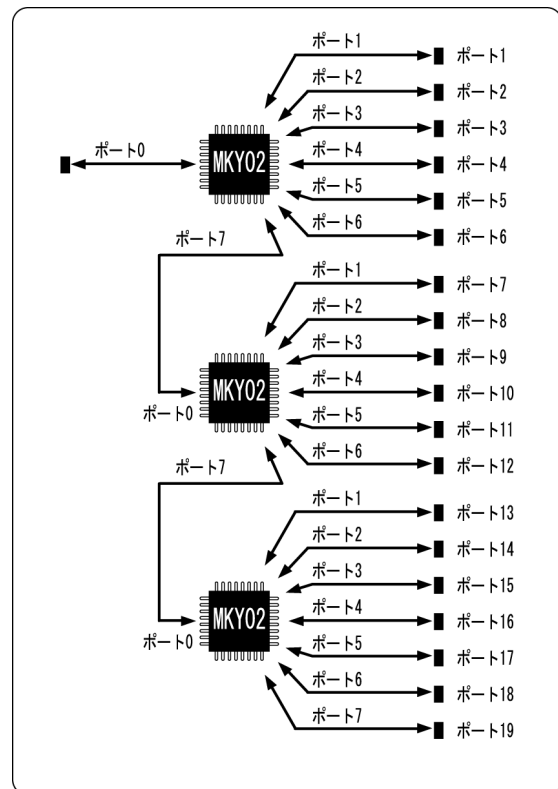 ポート1 ポート1
ポート2 ポート2
ポート3 ポート3
ポート0 MKY02 ポート4 ポート4
ポート5 ポート5
ポート6 ポート6
ポート7
ポート1 ポート7
ポート2 ポート8
ポート3 ポート9
MKY02 ポート4 ポート10
ポート0 ポート5 ポート11
ポート6 ポート12
ポート7
ポート1 ポート13
ポート2 ポート14
ポート3 ポート15
MKY02 ポート4 ポート16
ポート0 ポート5 ポート17
ポート6 ポート18
ポート7 ポート19